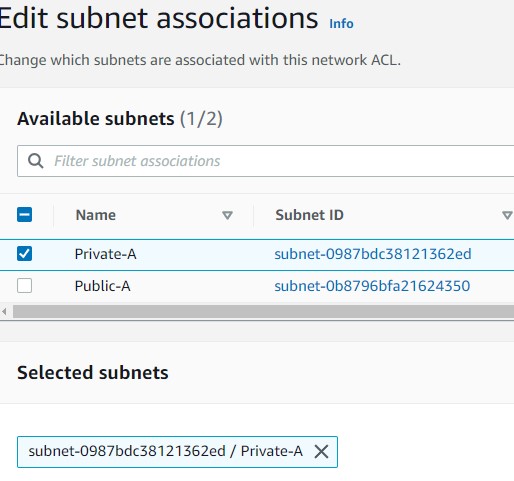 Edit subnet associations Info
Change which subnets are associated with this network ACL.
Available subnets (1/2)
Filter subnet associations
Name Subnet ID
Private-A subnet-0987bdc38121362ed
Public-A subnet-0b8796bfa21624350
Selected subnets
subnet-0987bdc38121362ed / Private-A